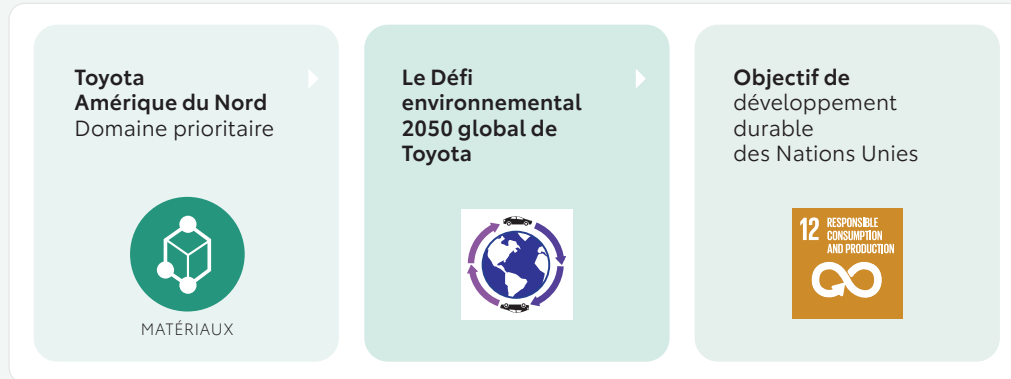 Toyota
Amérique du Nord
Domaine prioritaire
MATÉRIAUX
Le Défi
environnemental
2050 global de
Toyota
Objectif de
développement
durable
des Nations Unies
12 RESPONSIBLE
CONSUMPTION
AND PRODUCTION